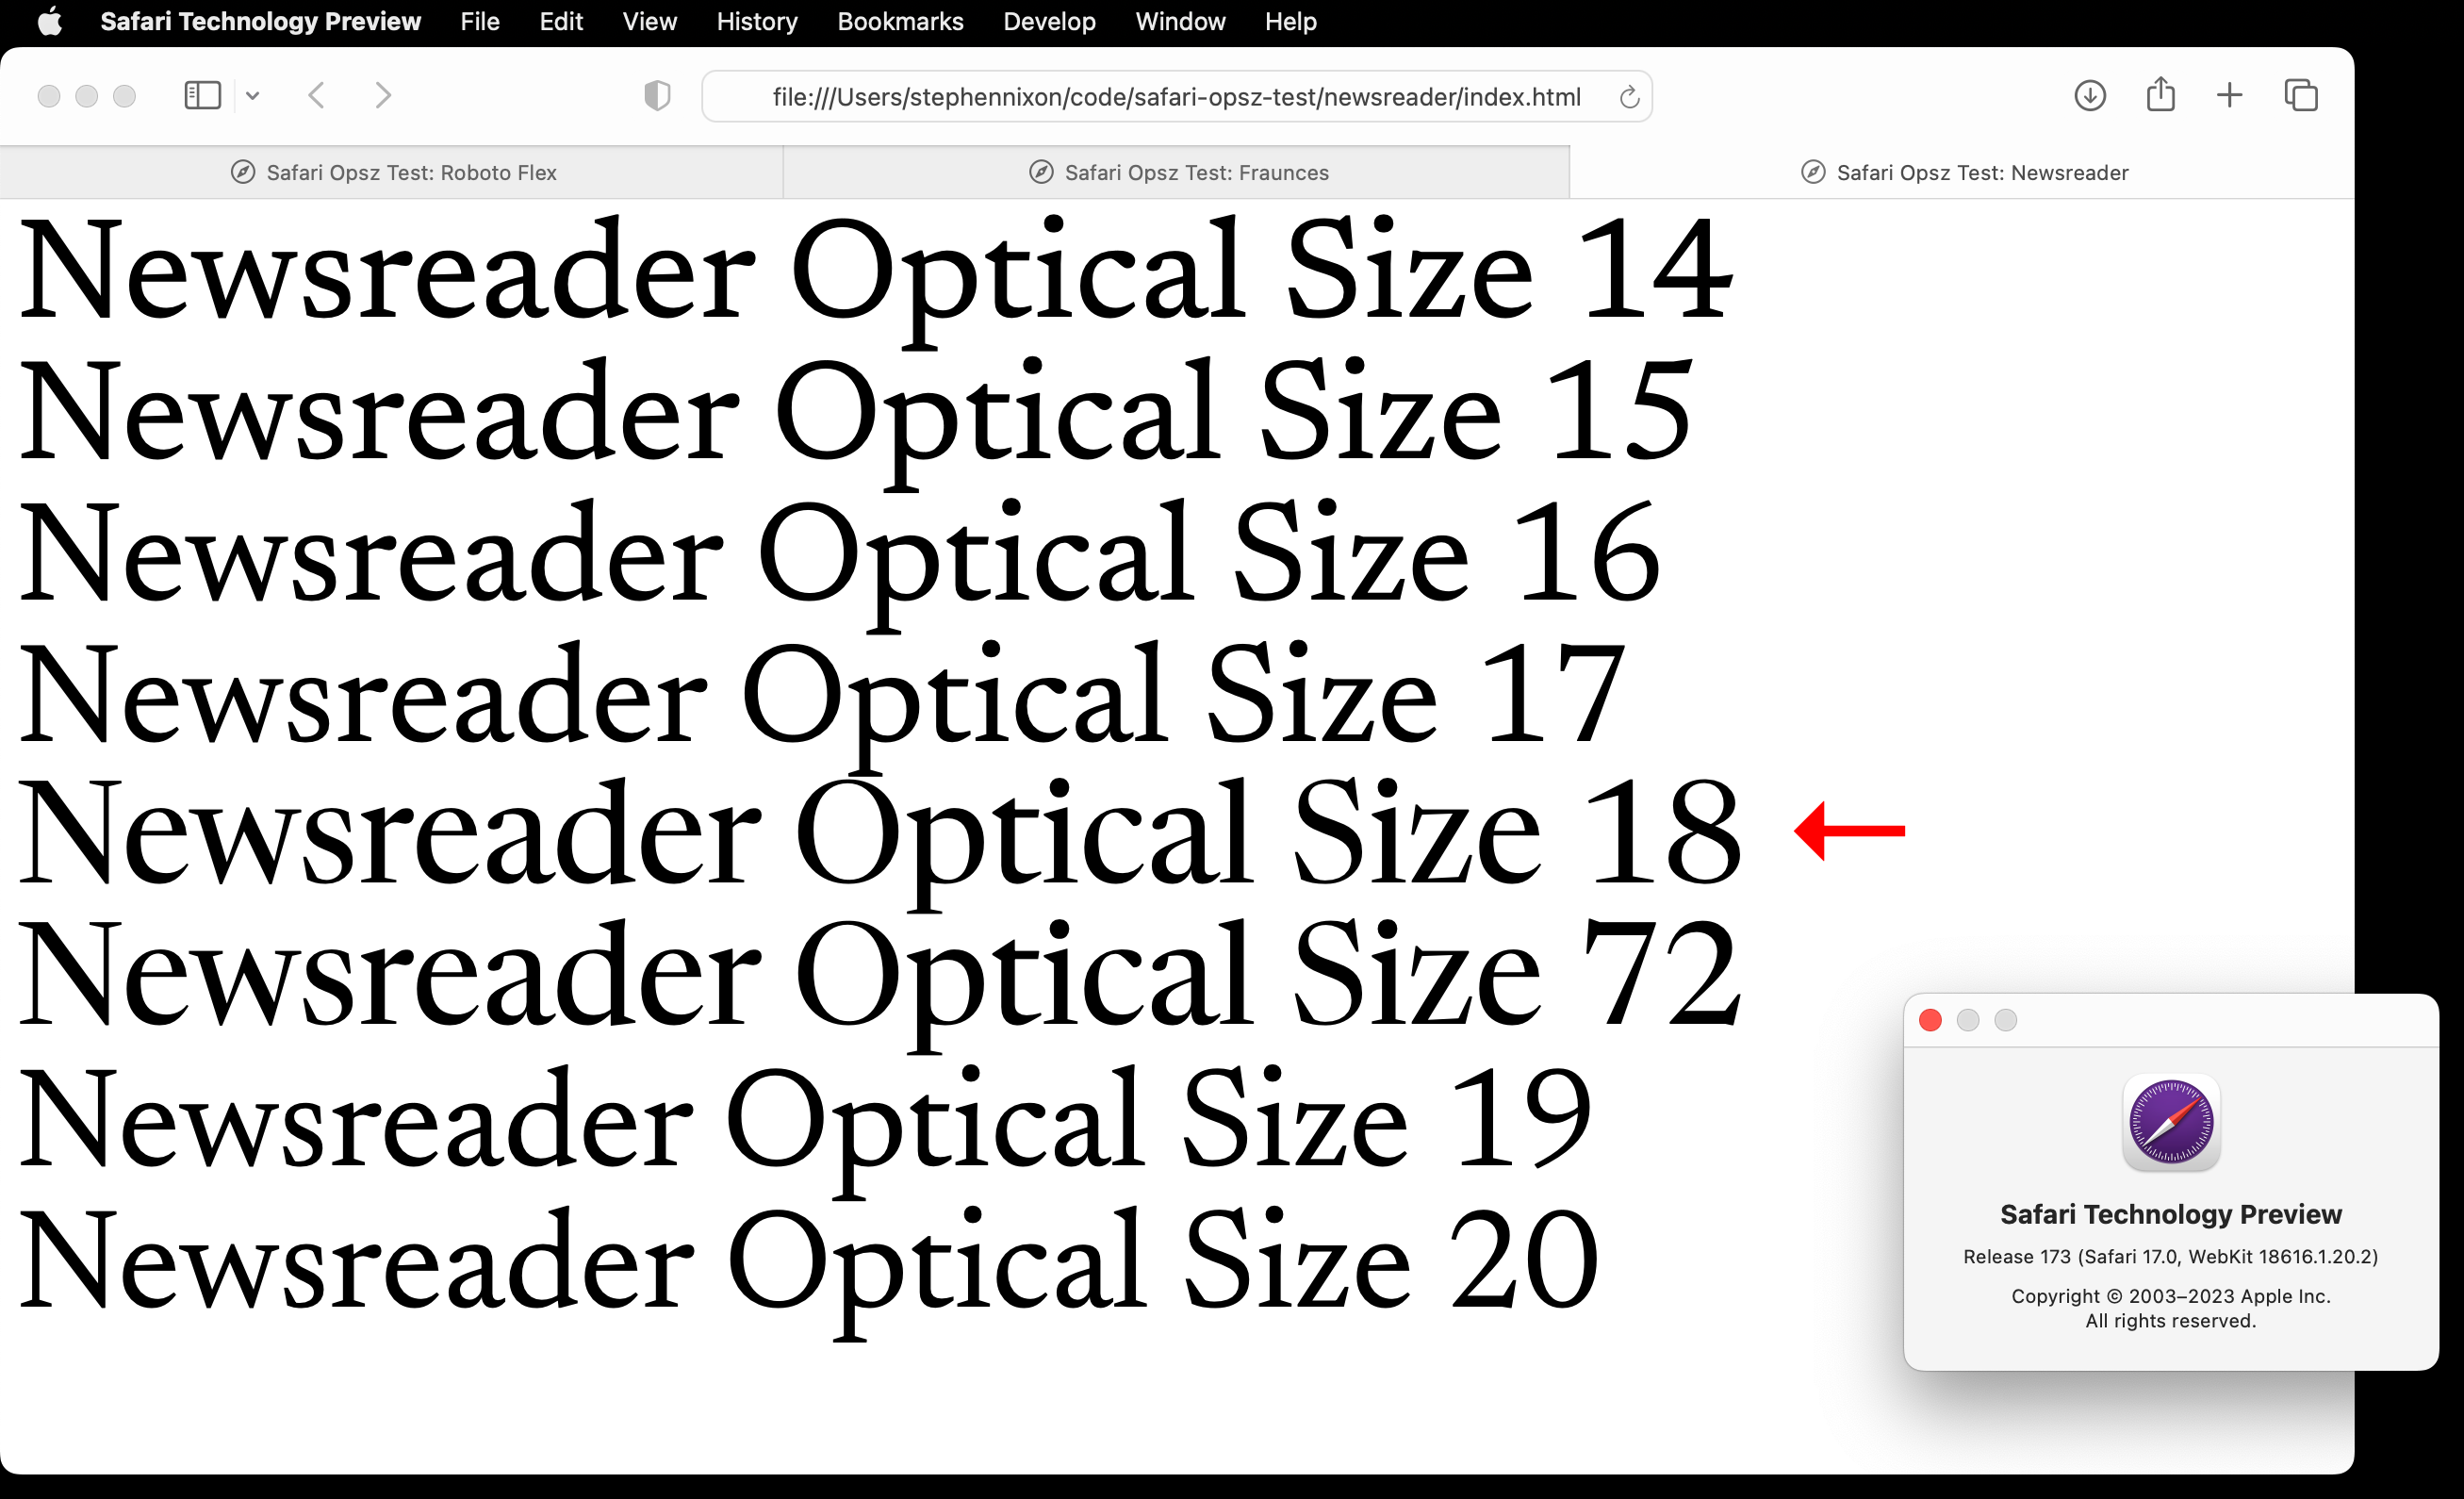 Safari Technology Preview File Edit View History Bookmarks Develop Window Help
file:///Users/stephennixon/code/safari-opsz-test/newsreader/index.html
Safari Opsz Test: Roboto Flex Safari Opsz Test: Fraunces Safari Opsz Test: Newsreader
Newsreader Optical Size 14
Newsreader Optical Size 15
Newsreader Optical Size 16
Newsreader Optical Size 17
Newsreader Optical Size 18
Newsreader Optical Size 72
Newsreader Optical Size 19
Newsreader Optical Size 20
Safari Technology Preview
Release 173 (Safari 17.0, WebKit 18616.1.20.2)
Copyright © 2003–2023 Apple Inc.
All rights reserved.